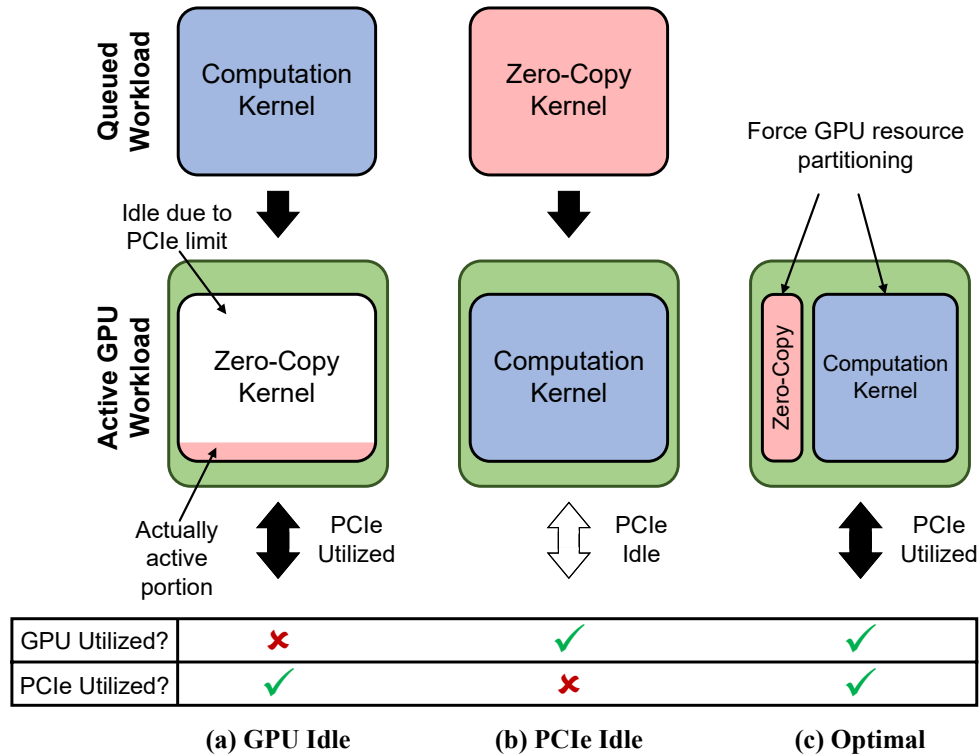 Queued
Workload
Computation
Kernel
Zero-Copy
Kernel
Force GPU resource
partitioning
Idle due to
PCIe limit
Active GPU
Workload
Zero-Copy
Kernel
Computation
Kernel
Zero-Copy
Computation
Kernel
Actually
active
portion
PCIe
Utilized
PCIe
Idle
PCIe
Utilized
GPU Utilized? ✘ ✓ ✓
PCIe Utilized? ✓ ✘ ✓
(a) GPU Idle
(b) PCIe Idle
(c) Optimal